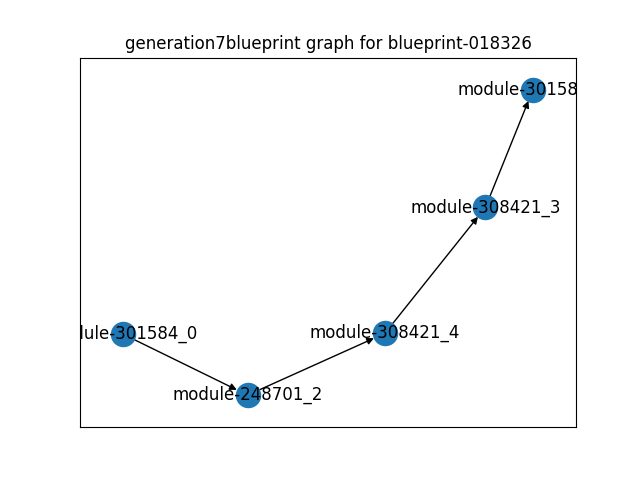 generation7blueprint graph for blueprint-018326
module-30158
module-308421_3
lule-301584_0
module-308421_4
module-248701_2